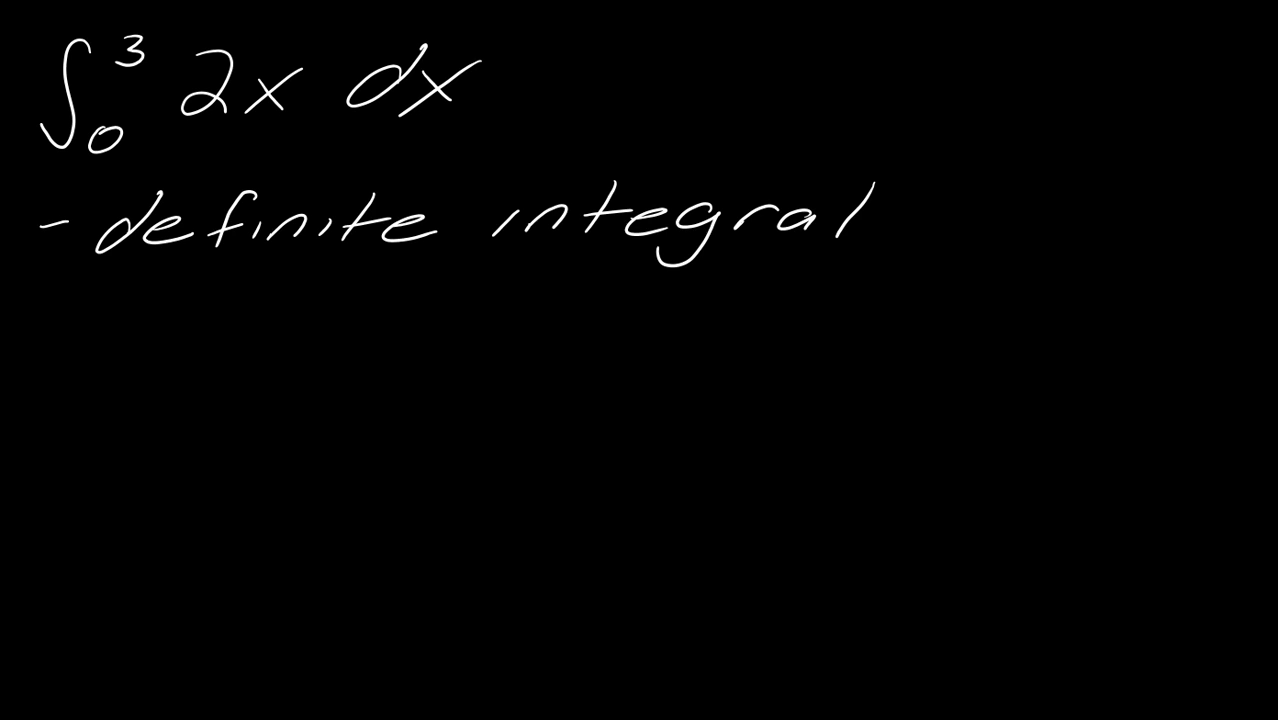 ∫₀³ 2x dx
- definite integral